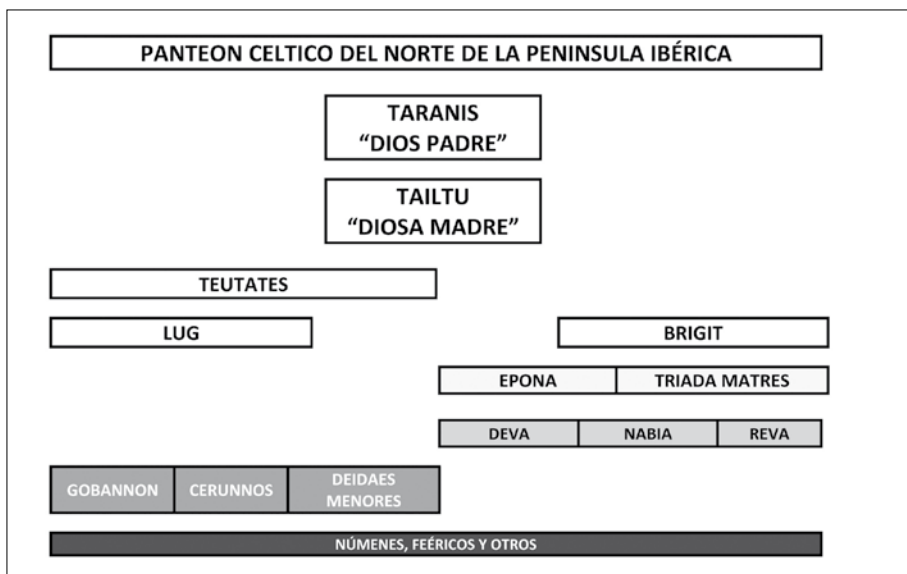 PANTEON CELTICO DEL NORTE DE LA PENINSULA IBÉRICA
TARANIS
“DIOS PADRE”
TAILTU
“DIOSA MADRE”
TEUTATES
LUG
BRIGIT
EPONA
TRIADA MATRES
DEVA
NABIA
REVA
GOBANNON
CERUNNOS
DEIDAES
MENORES
NÚMENES, FEÉRICOS Y OTROS